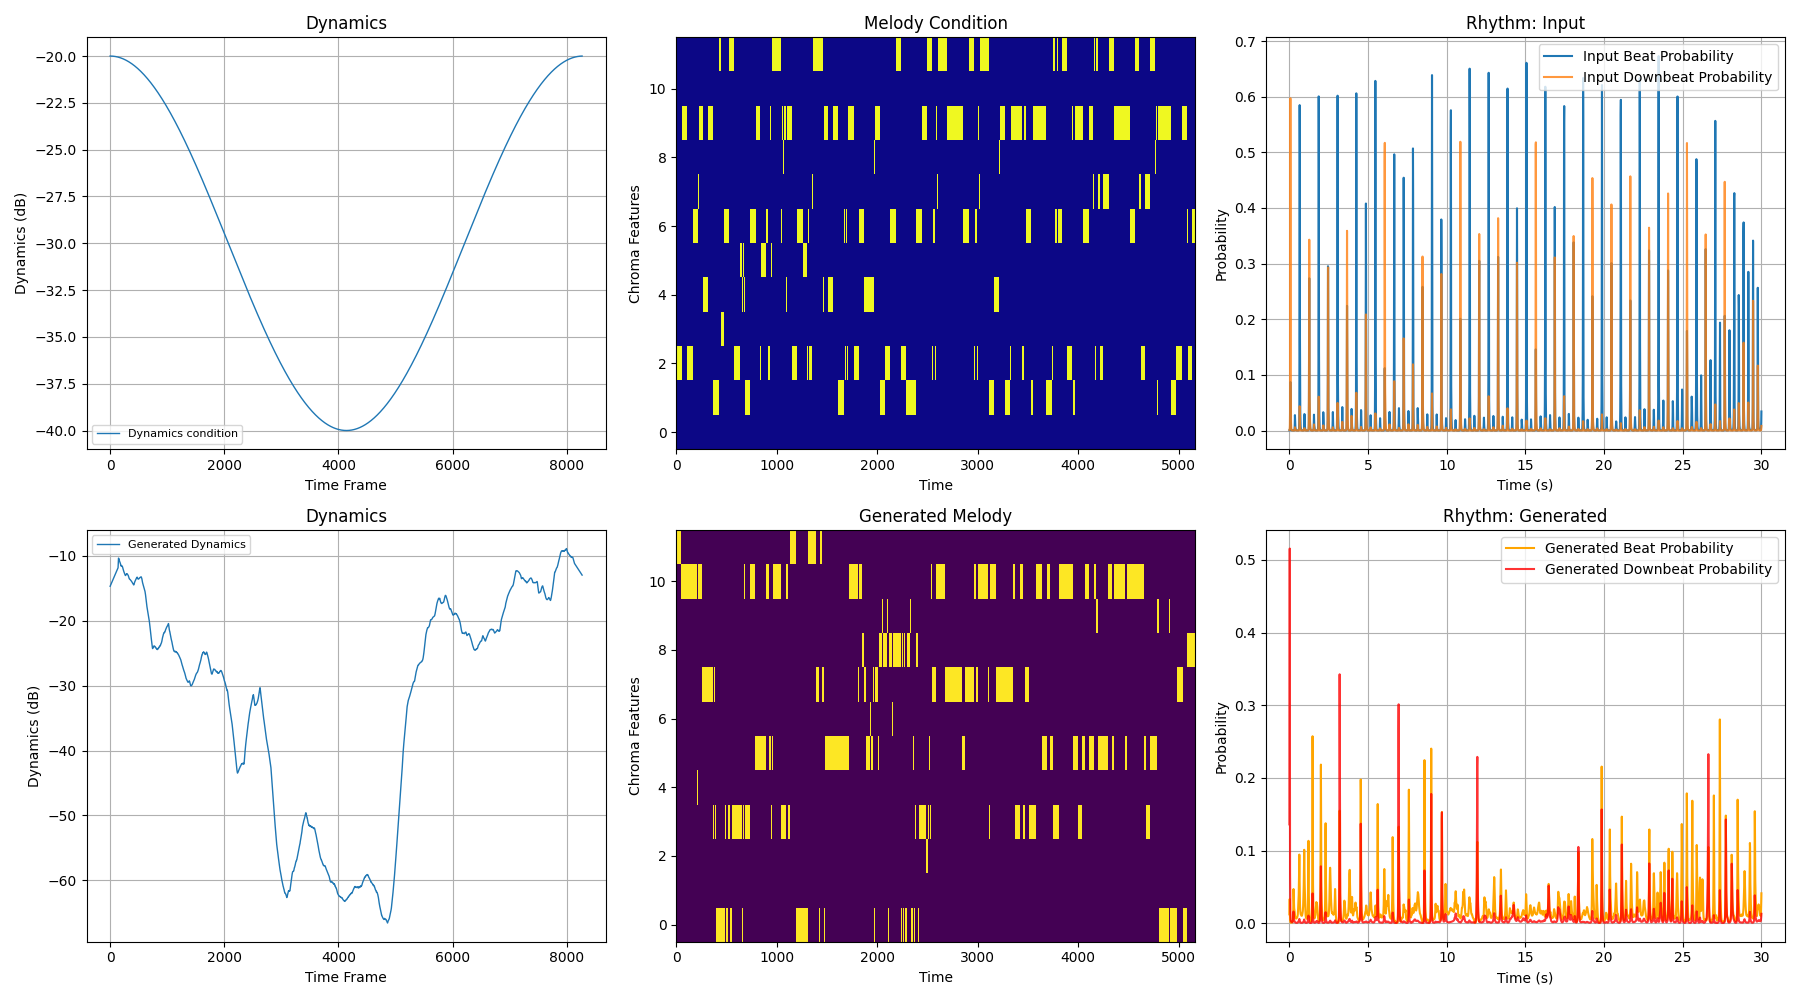 Dynamics
−20.0
−22.5
−25.0
−27.5
−30.0
−32.5
−35.0
−37.5
−40.0
Dynamics (dB)
Dynamics condition
0 2000 4000 6000 8000
Time Frame
Melody Condition
10
8
6
4
2
0
Chroma Features
0 1000 2000 3000 4000 5000
Time
Rhythm: Input
0.7
0.6
0.5
0.4
0.3
0.2
0.1
0.0
Probability
Input Beat Probability
Input Downbeat Probability
0 5 10 15 20 25 30
Time (s)
Dynamics
−10
−20
−30
−40
−50
−60
Dynamics (dB)
Generated Dynamics
0 2000 4000 6000 8000
Time Frame
Generated Melody
10
8
6
4
2
0
Chroma Features
0 1000 2000 3000 4000 5000
Time
Rhythm: Generated
0.5
0.4
0.3
0.2
0.1
0.0
Probability
Generated Beat Probability
Generated Downbeat Probability
0 5 10 15 20 25 30
Time (s)